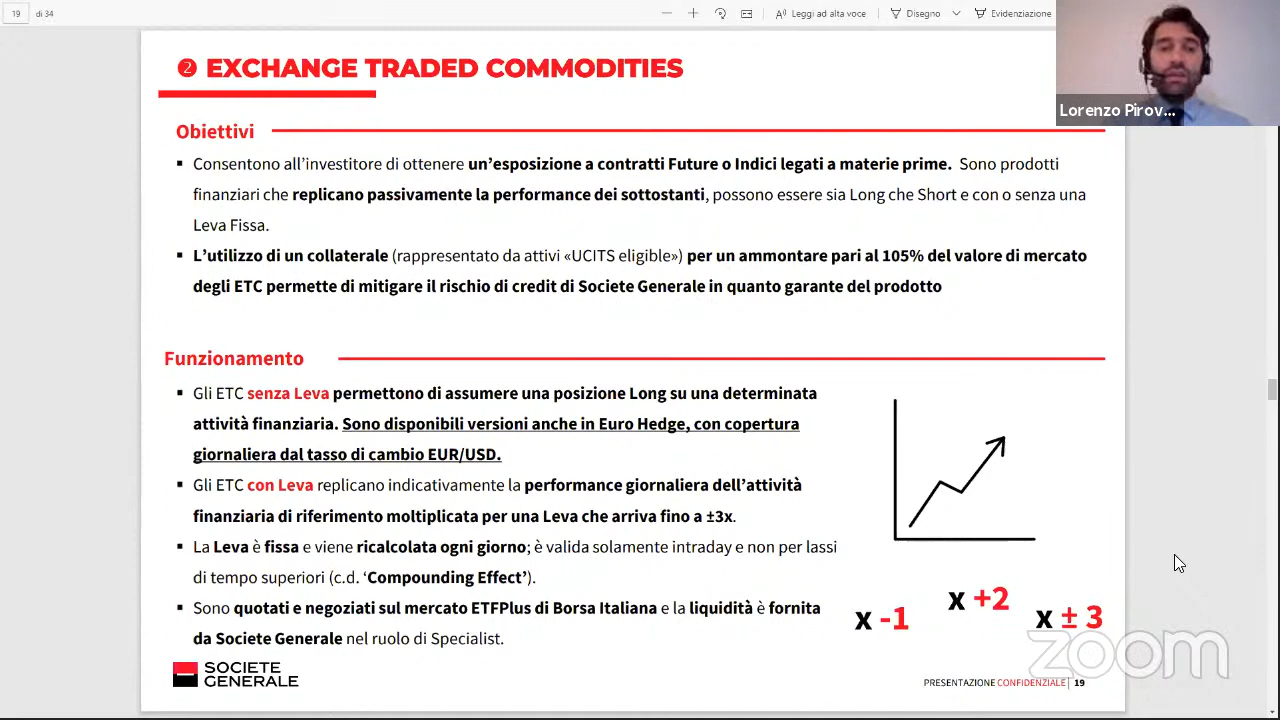 19 di 34
Leggi ad alta voce
Disegno
Evidenziazione
Lorenzo Pirov...
❷ EXCHANGE TRADED COMMODITIES
Obiettivi
▪ Consentono all'investitore di ottenere un'esposizione a contratti Future o Indici legati a materie prime. Sono prodotti
finanziari che replicano passivamente la performance dei sottostanti, possono essere sia Long che Short e con o senza una
Leva Fissa.
▪ L'utilizzo di un collaterale (rappresentato da attivi «UCITS eligible») per un ammontare pari al 105% del valore di mercato
degli ETC permette di mitigare il rischio di credit di Societe Generale in quanto garante del prodotto
Funzionamento
▪ Gli ETC senza Leva permettono di assumere una posizione Long su una determinata
attività finanziaria. Sono disponibili versioni anche in Euro Hedge, con copertura
giornaliera dal tasso di cambio EUR/USD.
▪ Gli ETC con Leva replicano indicativamente la performance giornaliera dell'attività
finanziaria di riferimento moltiplicata per una Leva che arriva fino a ±3x.
▪ La Leva è fissa e viene ricalcolata ogni giorno; è valida solamente intraday e non per lassi
di tempo superiori (c.d. 'Compounding Effect').
▪ Sono quotati e negoziati sul mercato ETFPlus di Borsa Italiana e la liquidità è fornita
da Societe Generale nel ruolo di Specialist.
x -1
x +2
x ± 3
zoom
SOCIETE
GENERALE
PRESENTAZIONE CONFIDENZIALE 19